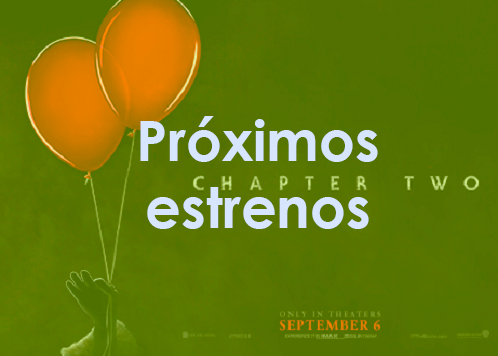 Próximos
CHAPTER TWO
estrenos
ONLY IN THEATERS
SEPTEMBER 6